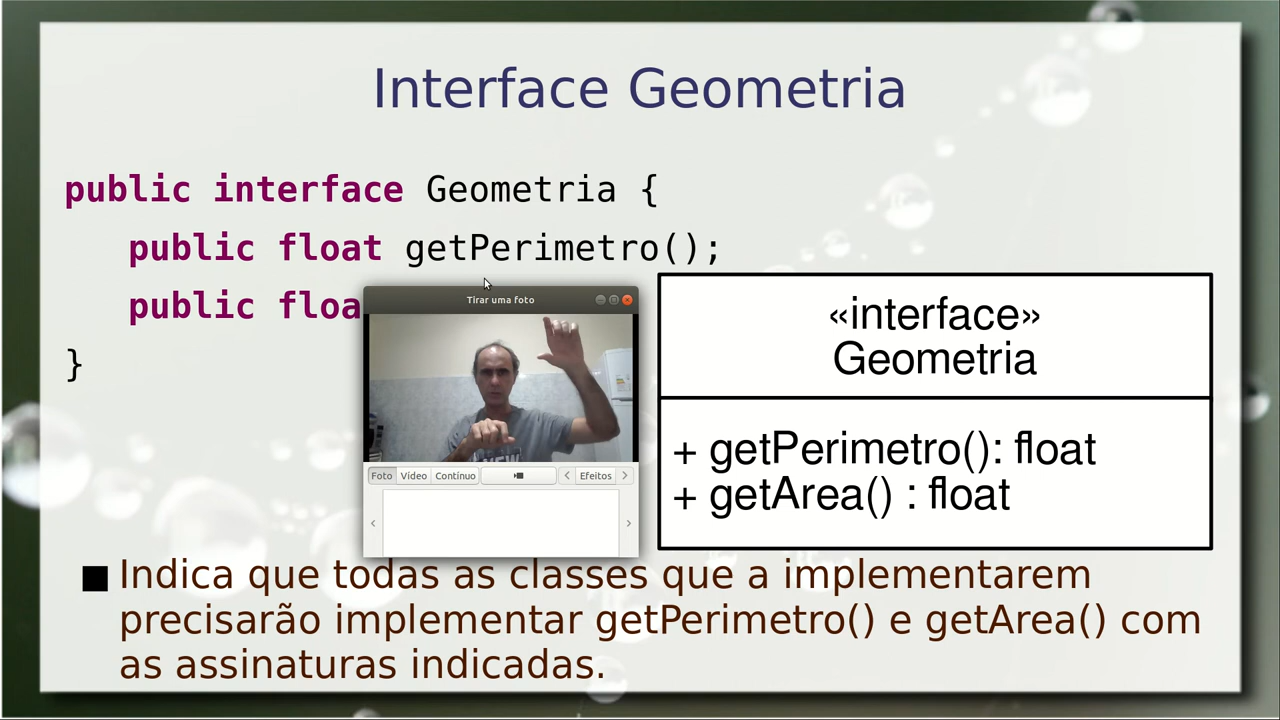 Interface Geometria
public interface Geometria {
public float getPerimetro();
public floa
}
Tirar uma foto
Foto Vídeo Contínuo Efeitos
«interface»
Geometria
+ getPerimetro(): float
+ getArea() : float
Indica que todas as classes que a implementarem
precisarão implementar getPerimetro() e getArea() com
as assinaturas indicadas.